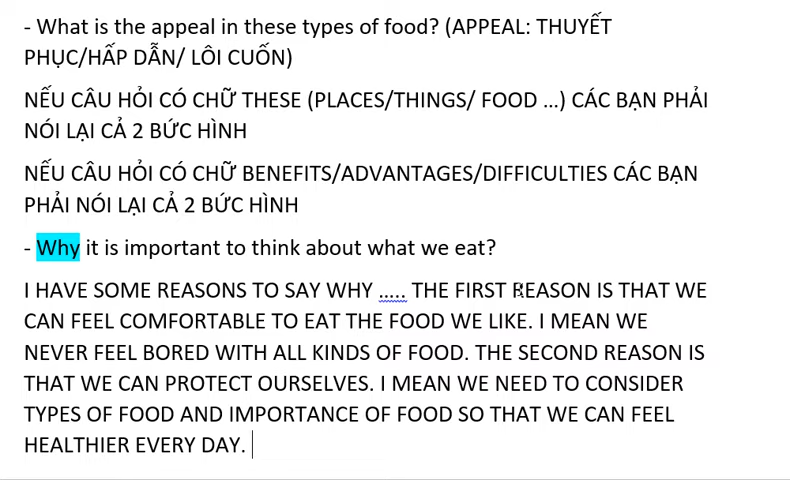 - What is the appeal in these types of food? (APPEAL: THUYẾT
PHỤC/HẤP DẪN/ LÔI CUỐN)
NẾU CÂU HỎI CÓ CHỮ THESE (PLACES/THINGS/ FOOD ...) CÁC BẠN PHẢI
NÓI LẠI CẢ 2 BỨC HÌNH
NẾU CÂU HỎI CÓ CHỮ BENEFITS/ADVANTAGES/DIFFICULTIES CÁC BẠN
PHẢI NÓI LẠI CẢ 2 BỨC HÌNH
- Why it is important to think about what we eat?
I HAVE SOME REASONS TO SAY WHY ..... THE FIRST REASON IS THAT WE
CAN FEEL COMFORTABLE TO EAT THE FOOD WE LIKE. I MEAN WE
NEVER FEEL BORED WITH ALL KINDS OF FOOD. THE SECOND REASON IS
THAT WE CAN PROTECT OURSELVES. I MEAN WE NEED TO CONSIDER
TYPES OF FOOD AND IMPORTANCE OF FOOD SO THAT WE CAN FEEL
HEALTHIER EVERY DAY.